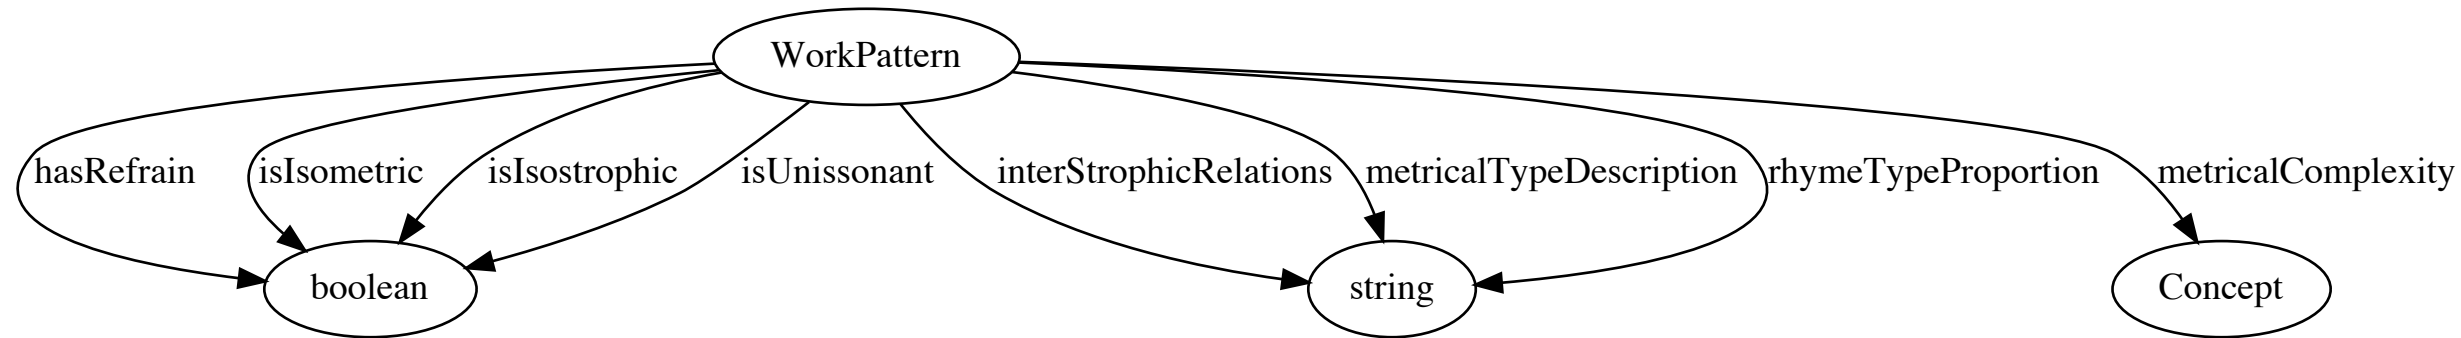 WorkPattern
hasRefrain isIsometric isIsostrophic isUnissonant interStrophicRelations metricalTypeDescription rhymeTypeProportion metricalComplexity
boolean string Concept